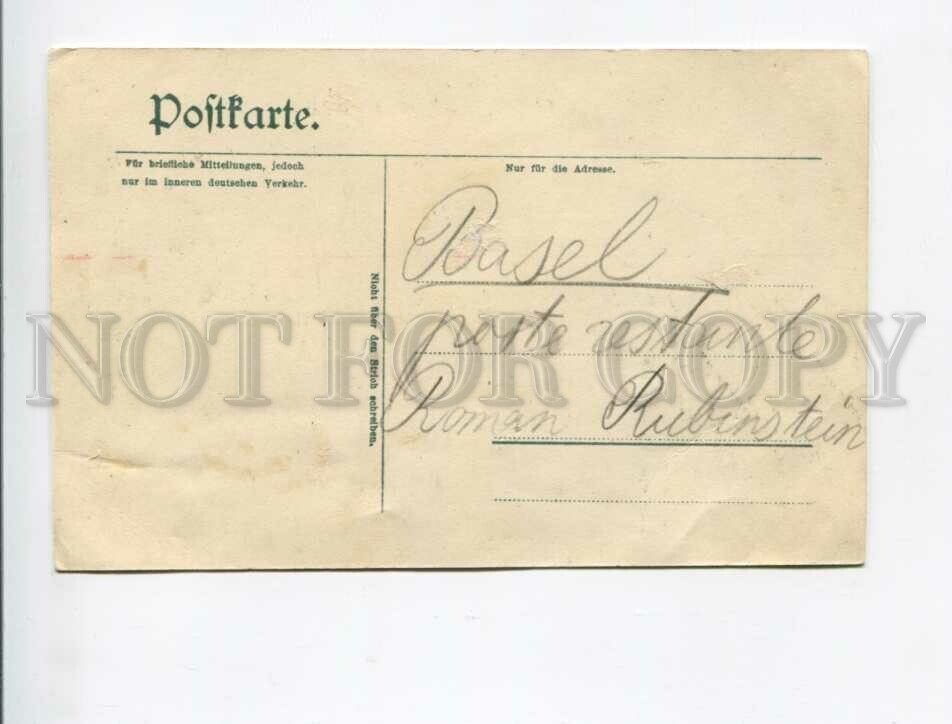 Postkarte.
Für briefliche Mitteilungen, jedoch
nur im inneren deutschen Verkehr.
Nur für die Adresse.
Nicht über den Strich schreiben.
Basel
poste restante
Roman Rubinstein
NOT FOR COPY